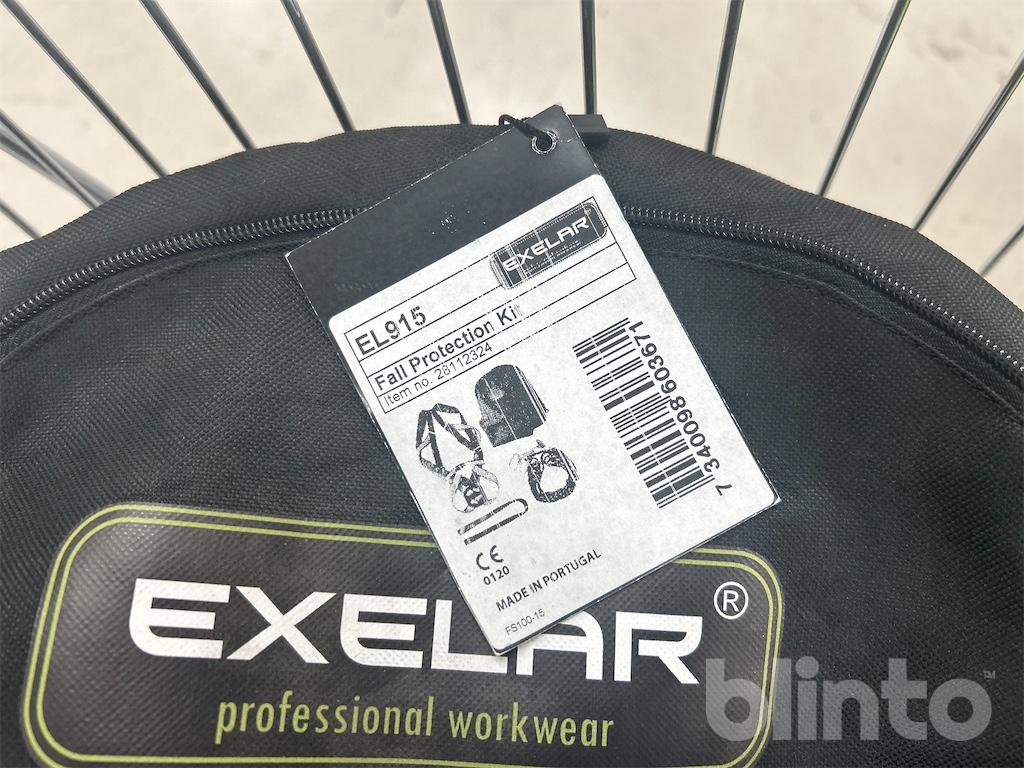 EXELAR
EL915
Fall Protection Kit
Item no. 28112324
7 340098 603671
CE
0120
MADE IN PORTUGAL
FS100-15
EXELAR®
professional workwear
blinto™